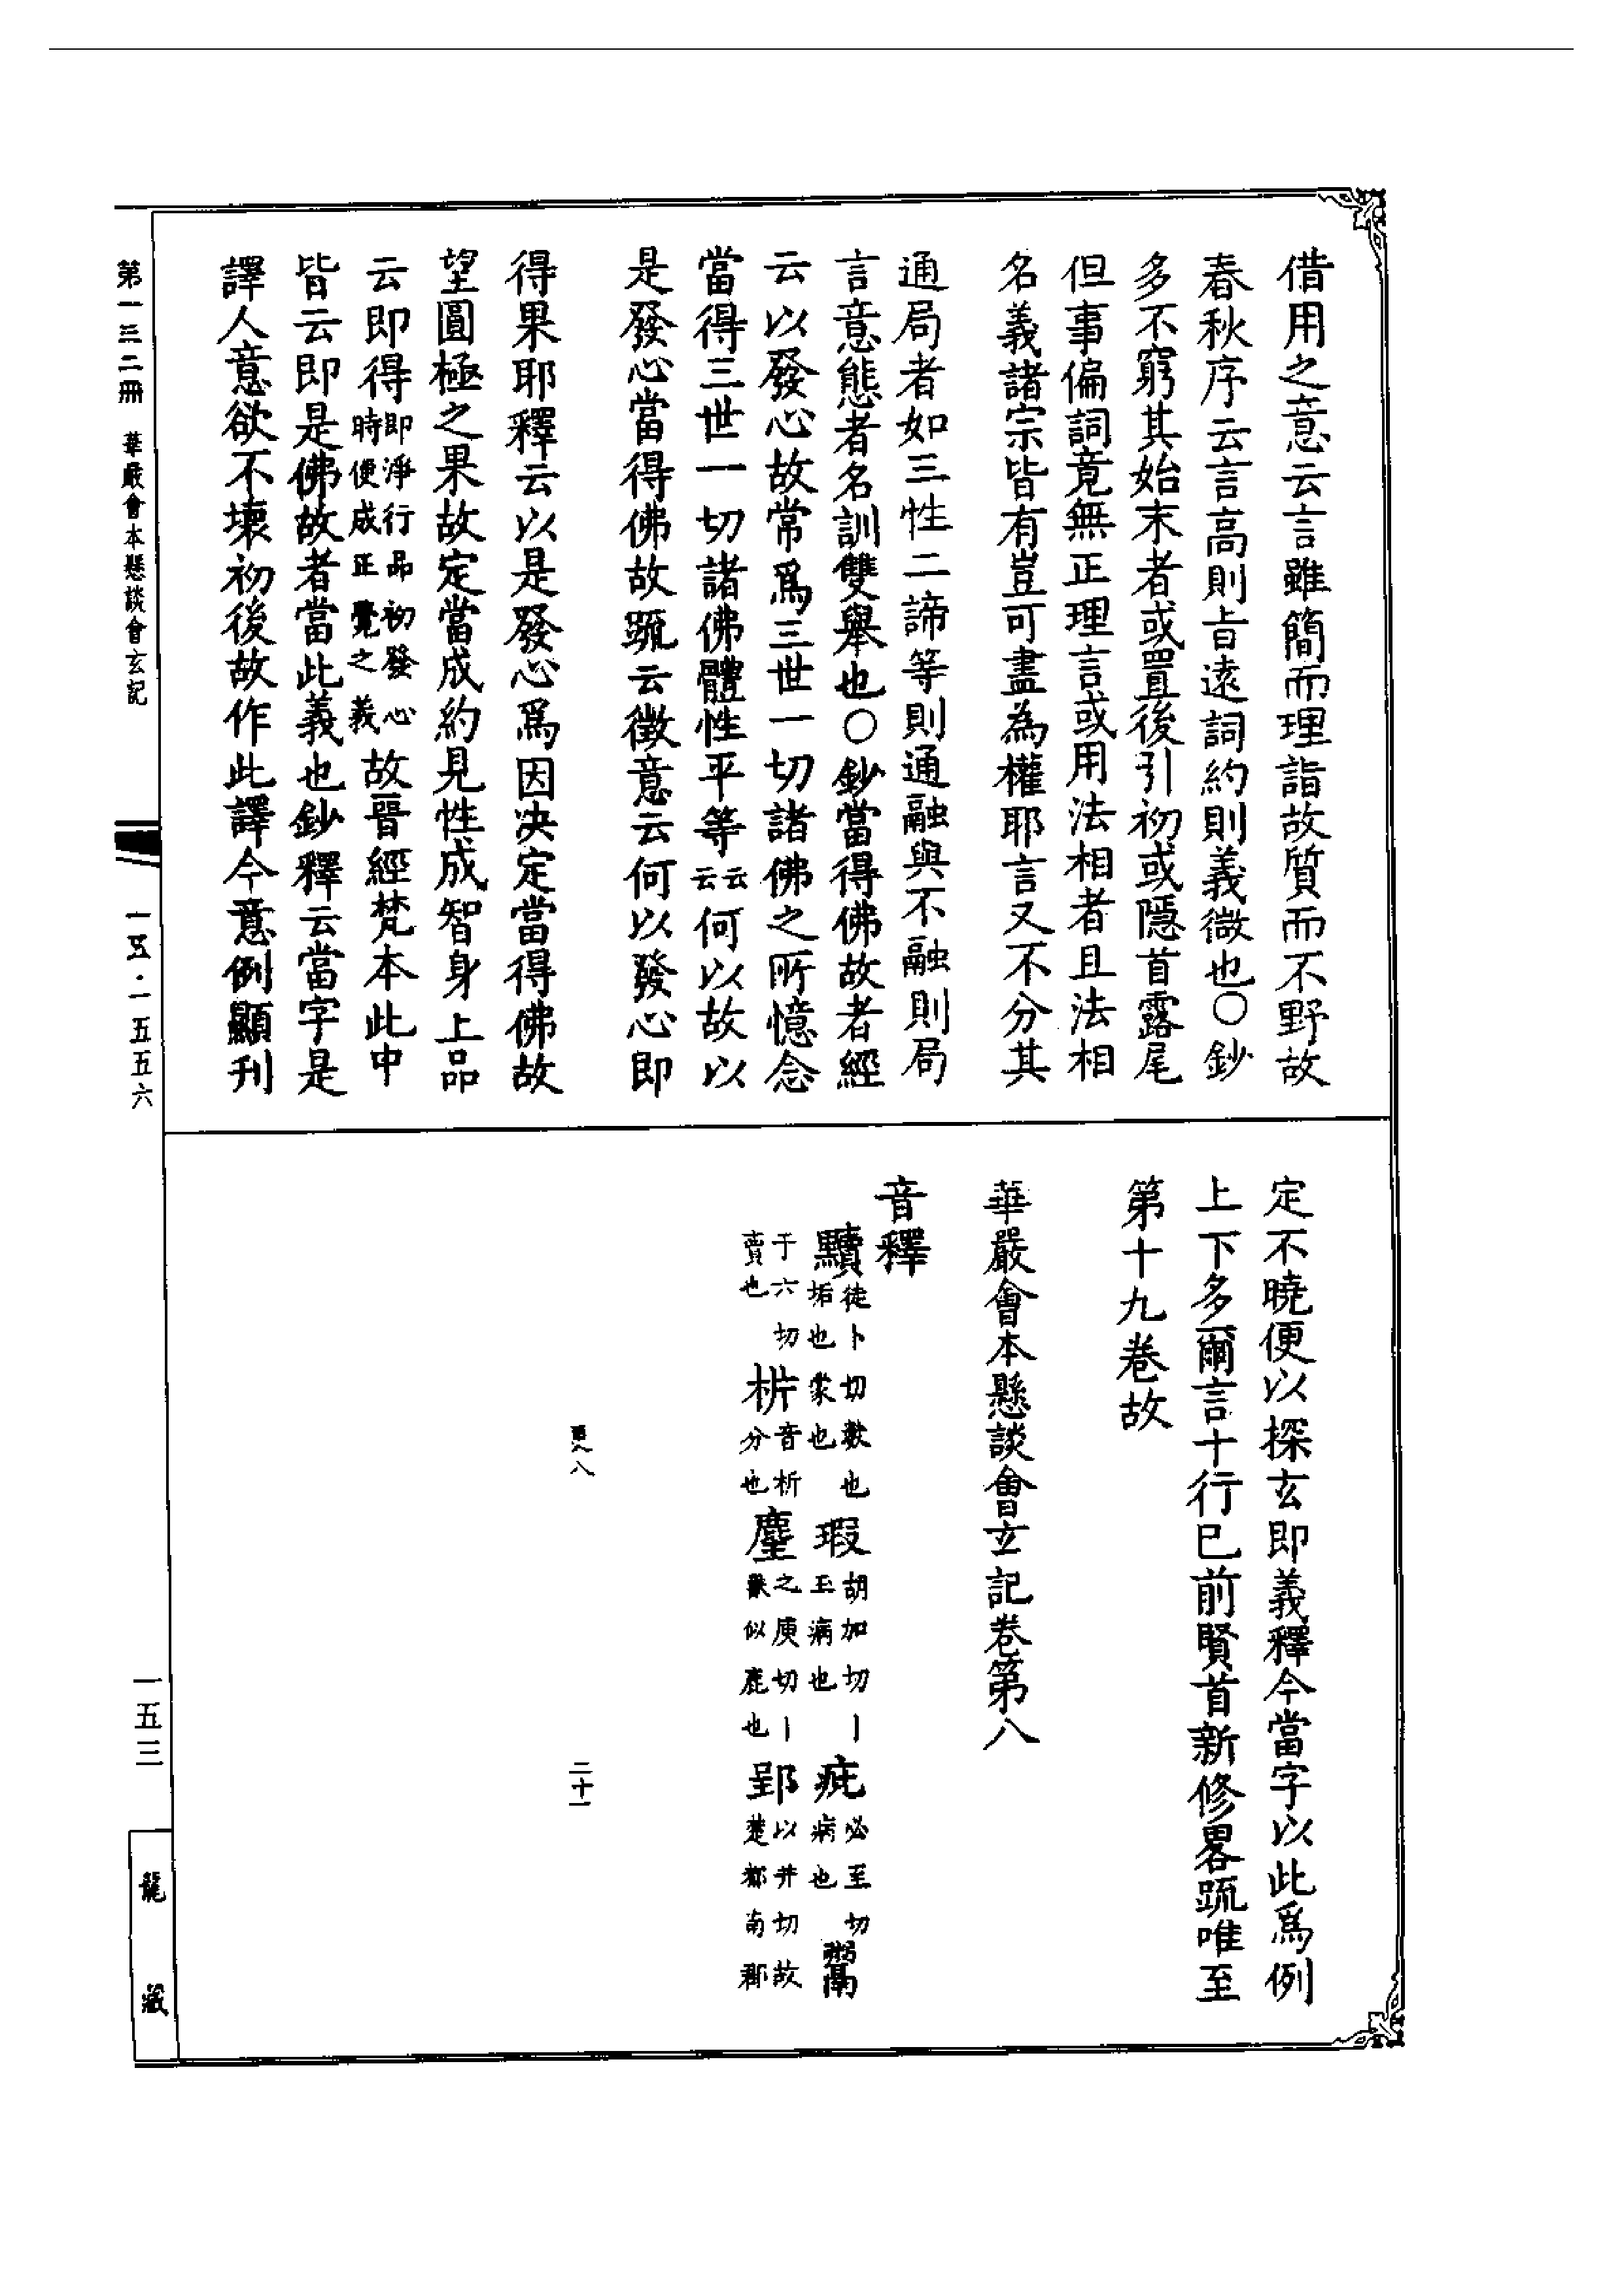 借用之意云言雖簡而理詣故質而不野故
春秋序云言高則旨遠詞約則義微也〇鈔
多不窮其始末者或置後引初或隱首露尾
但事偏詞竟無正理言或用法相者且法相
名義諸宗皆有豈可盡為權耶言又不分其
通局者如三性二諦等則通融與不融則局
言意態者名訓雙舉也〇鈔當得佛故者經
云以發心故常爲三世一切諸佛之所憶念
當得三世一切諸佛體性平等云云何以故以
是發心當得佛故䟽云徵意云何以發心即
得果耶釋云以是發心爲因决定當得佛故
望圓極之果故定當成約見性成智身上品
云即得即淨行品初發心時便成正覺之義故晉經梵本此中
皆云即是佛故者當此義也鈔釋云當字是
譯人意欲不壞初後故作此譯今意例顯刊
定不曉便以探玄即義釋今當字以此爲例
上下多爾言十行已前賢首新修畧䟽唯至
第十九卷故
華嚴會本懸談會玄記卷第八
音釋
黷徒卜切數也垢也蒙也 瑕胡加切丨玉病也 疵必至切病也 鬻
于六切賣也 枿音析分也 麈之庾切丨獸似鹿也 郢以井切故楚都南郡
八
二十一
第一三二冊 華嚴會本懸談會玄記
一五·一五五六
一五三
龍藏